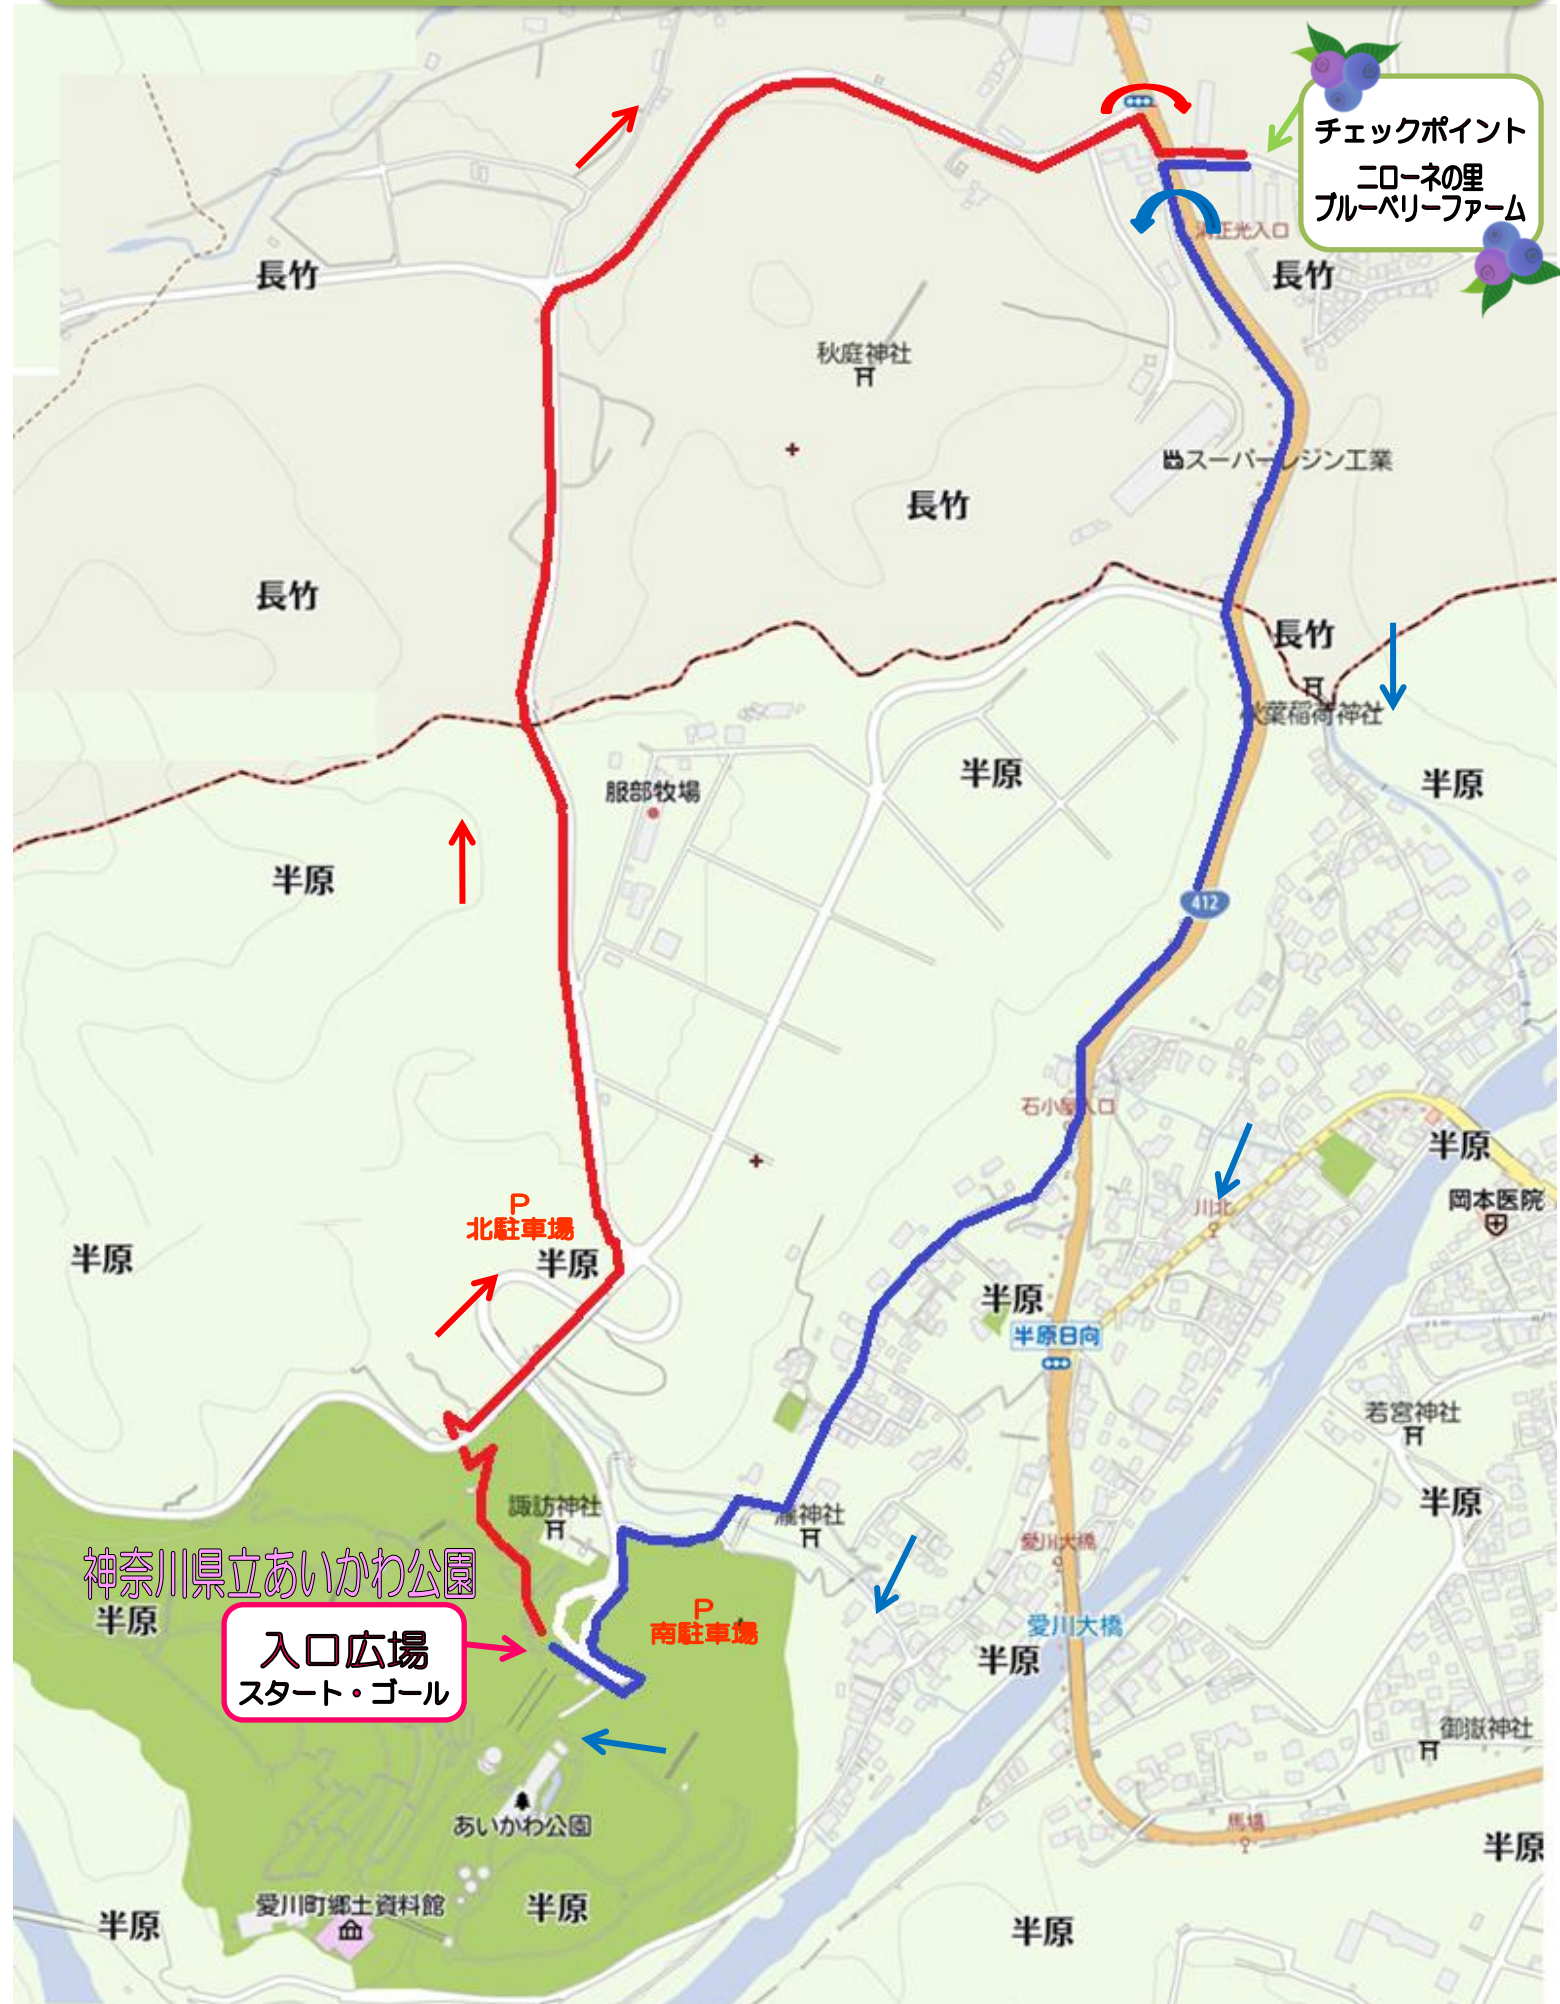 チェックポイント
ニローネの里
ブルーベリーファーム
清正光入口
長竹
長竹
秋庭神社
スーパーレジン工業
長竹
長竹
長竹
秋葉稲荷神社
半原
半原
服部牧場
半原
412
石小屋入口
半原
川北
岡本医院
P
北駐車場
半原
半原
半原
半原日向
若宮神社
半原
諏訪神社
瀧神社
愛川大橋
神奈川県立あいかわ公園
半原
P
南駐車場
愛川大橋
入口広場
スタート・ゴール
半原
御嶽神社
あいかわ公園
馬場
半原
愛川町郷土資料館
半原
半原
半原